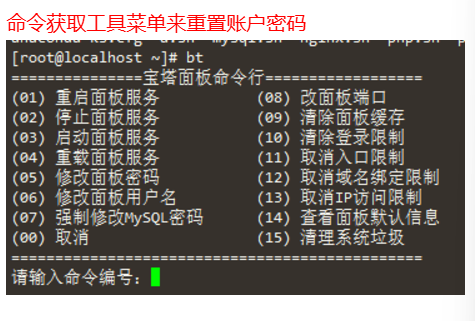 命令获取工具菜单来重置账户密码
[root@localhost ~]# bt
===============宝塔面板命令行==================
(01) 重启面板服务 (08) 改面板端口
(02) 停止面板服务 (09) 清除面板缓存
(03) 启动面板服务 (10) 清除登录限制
(04) 重载面板服务 (11) 取消入口限制
(05) 修改面板密码 (12) 取消域名绑定限制
(06) 修改面板用户名 (13) 取消IP访问限制
(07) 强制修改MySQL密码 (14) 查看面板默认信息
(00) 取消 (15) 清理系统垃圾
===============================================
请输入命令编号：